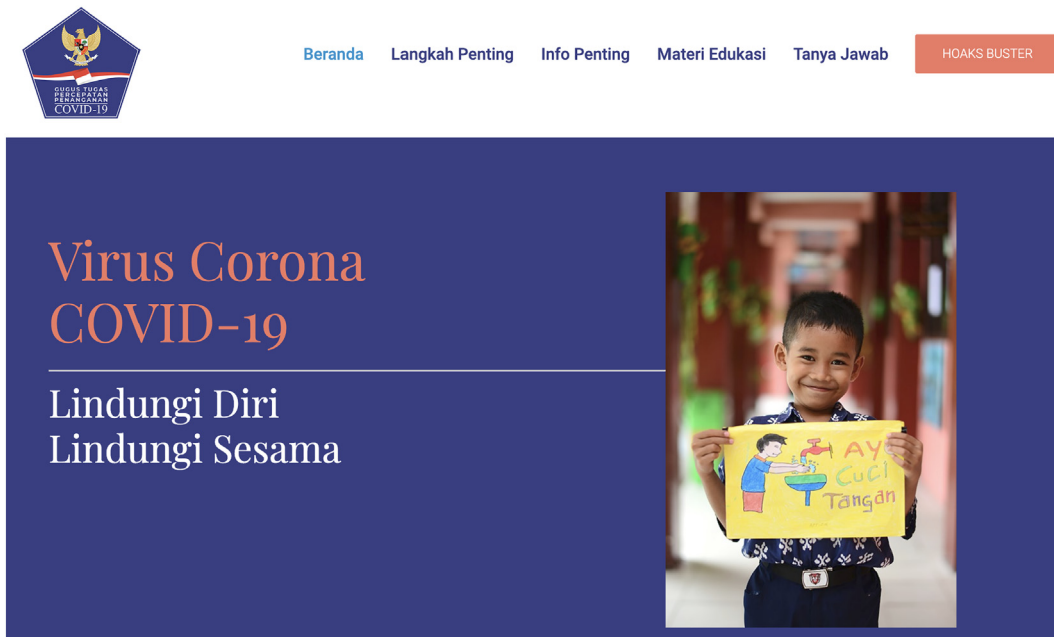 GUGUS TUGAS
PERCEPATAN
PENANGANAN
COVID-19
Beranda Langkah Penting Info Penting Materi Edukasi Tanya Jawab HOAKS BUSTER
Virus Corona
COVID-19
Lindungi Diri
Lindungi Sesama
AYO
Cuci
Tangan